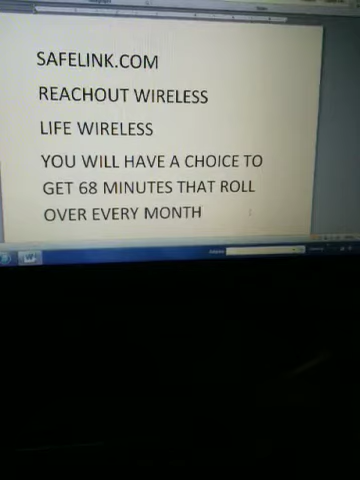 SAFELINK.COM
REACHOUT WIRELESS
LIFE WIRELESS
YOU WILL HAVE A CHOICE TO
GET 68 MINUTES THAT ROLL
OVER EVERY MONTH